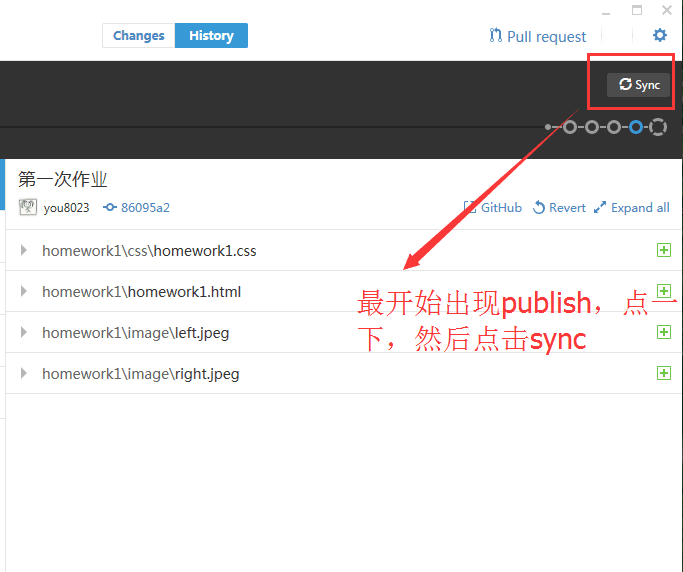 Changes
History
Pull request
Sync
第一次作业
you8023
86095a2
GitHub
Revert
Expand all
homework1\css\homework1.css
homework1\homework1.html
homework1\image\left.jpeg
homework1\image\right.jpeg
最开始出现publish，点一
下，然后点击sync